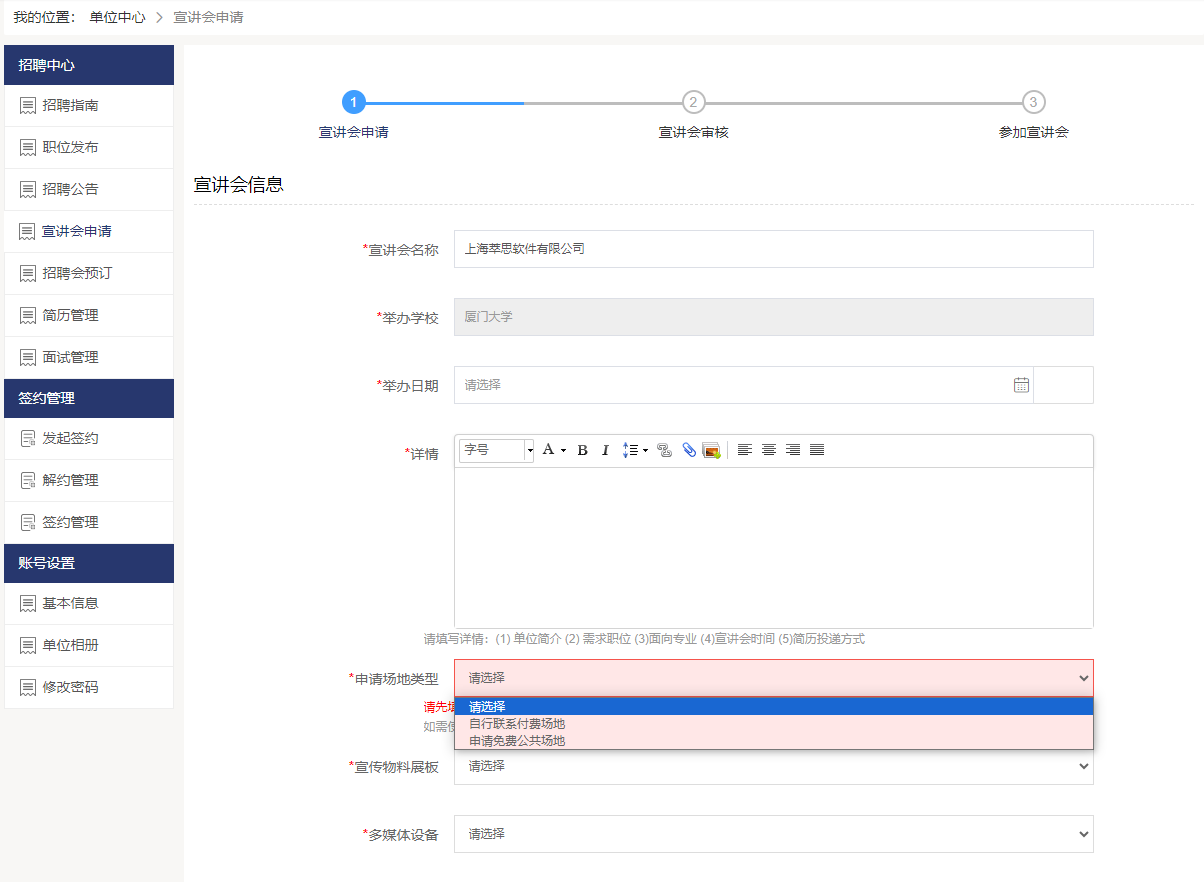 我的位置： 单位中心 > 宣讲会申请
招聘中心
招聘指南
职位发布
招聘公告
宣讲会申请
招聘会预订
简历管理
面试管理
签约管理
发起签约
解约管理
签约管理
账号设置
基本信息
单位相册
修改密码
1 2 3
宣讲会申请 宣讲会审核 参加宣讲会
宣讲会信息
*宣讲会名称 上海萃思软件有限公司
*举办学校 厦门大学
*举办日期 请选择
*详情 字号 A B I
请填写详情：(1) 单位简介 (2) 需求职位 (3)面向专业 (4)宣讲会时间 (5)简历投递方式
*申请场地类型 请选择
请先 请选择
自行联系付费场地
如需 申请免费公共场地
*宣传物料展板 请选择
*多媒体设备 请选择